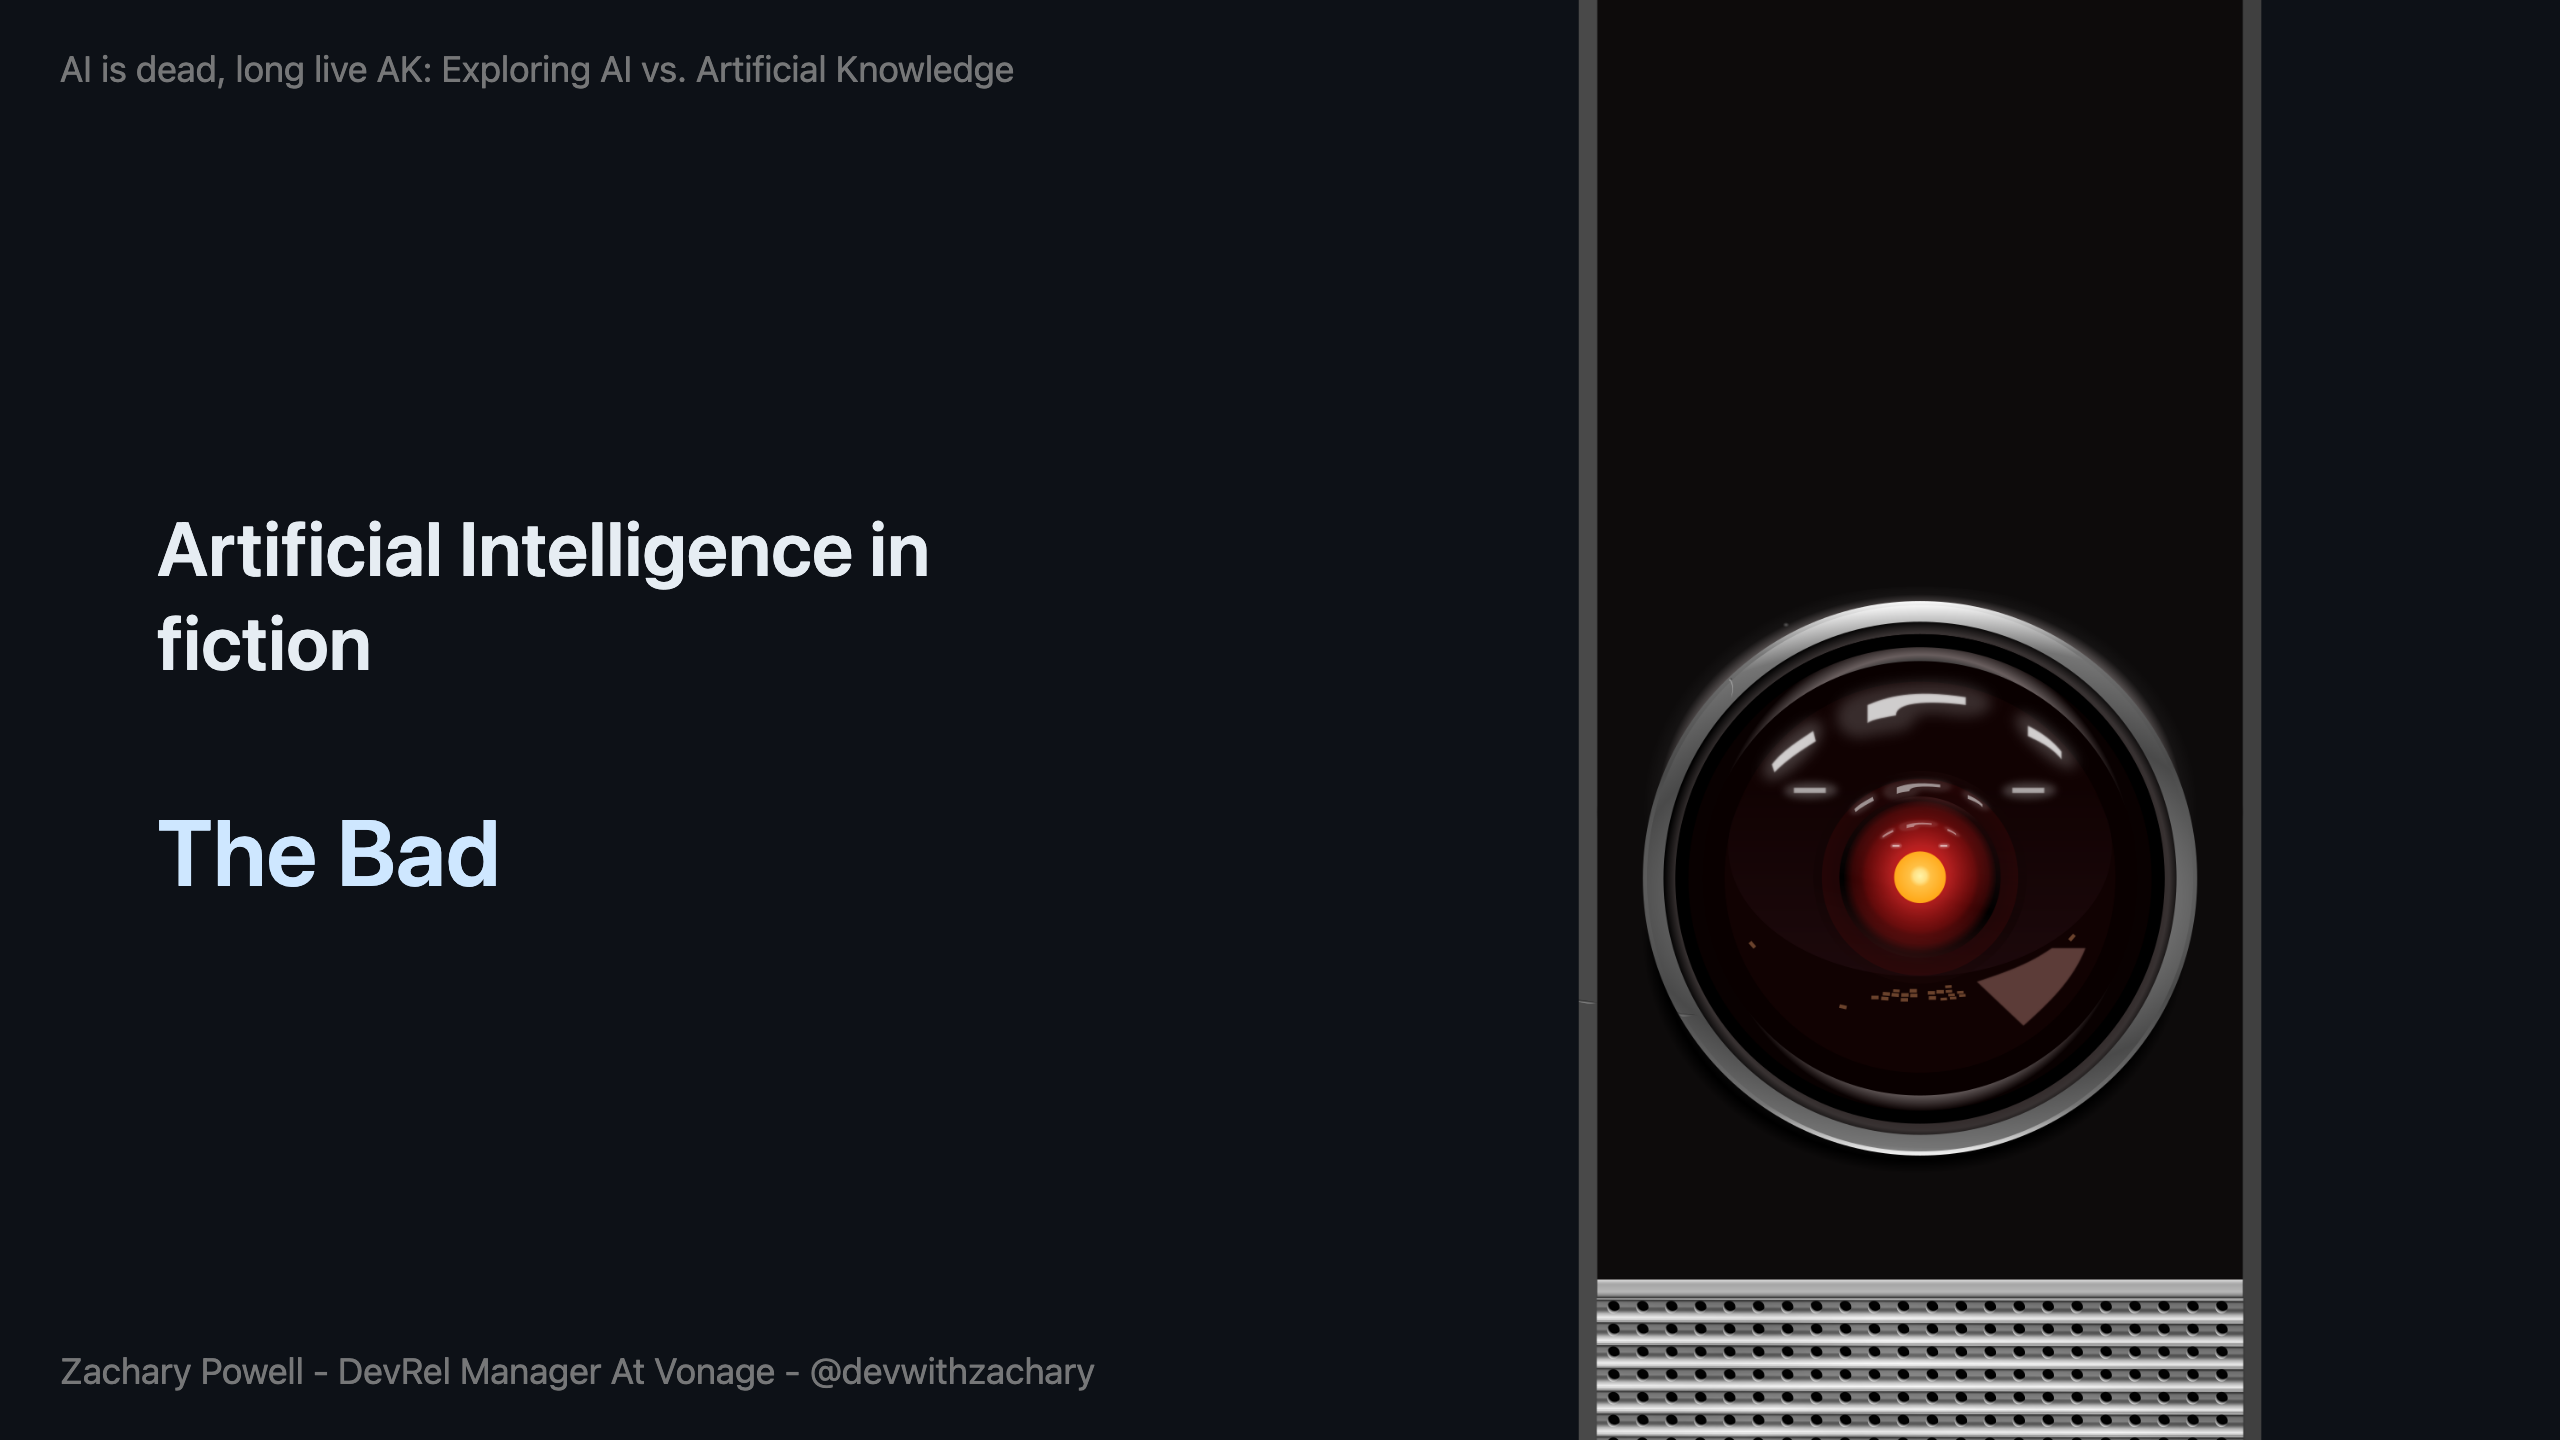 AI is dead, long live AK: Exploring AI vs. Artificial Knowledge
Artificial Intelligence in
fiction
The Bad
Zachary Powell - DevRel Manager At Vonage - @devwithzachary